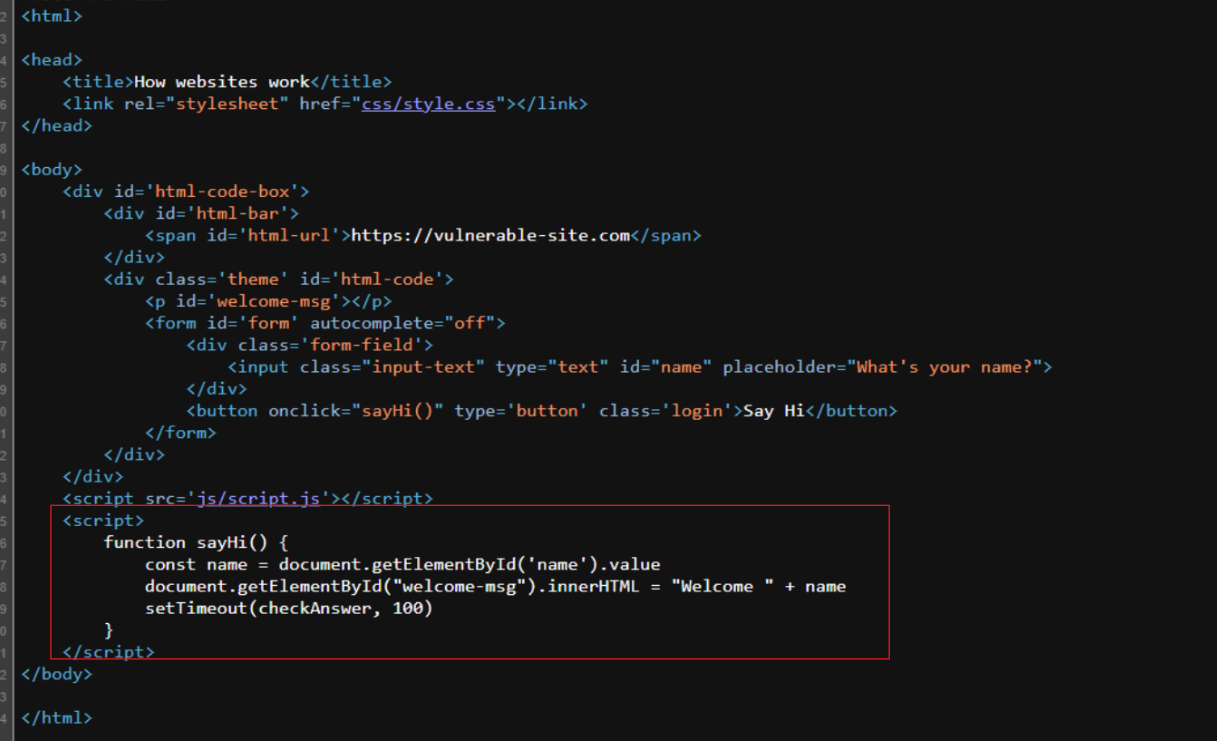 2 <html>
3
4 <head>
5 <title>How websites work</title>
6 <link rel="stylesheet" href="css/style.css"></link>
7 </head>
8
9 <body>
0 <div id='html-code-box'>
1 <div id='html-bar'>
2 <span id='html-url'>https://vulnerable-site.com</span>
3 </div>
4 <div class='theme' id='html-code'>
5 <p id='welcome-msg'></p>
6 <form id='form' autocomplete="off">
7 <div class='form-field'>
8 <input class="input-text" type="text" id="name" placeholder="What's your name?">
9 </div>
0 <button onclick="sayHi()" type='button' class='login'>Say Hi</button>
1 </form>
2 </div>
3 </div>
4 <script src='js/script.js'></script>
5 <script>
6 function sayHi() {
7 const name = document.getElementById('name').value
8 document.getElementById("welcome-msg").innerHTML = "Welcome " + name
9 setTimeout(checkAnswer, 100)
0 }
1 </script>
2 </body>
3
4 </html>